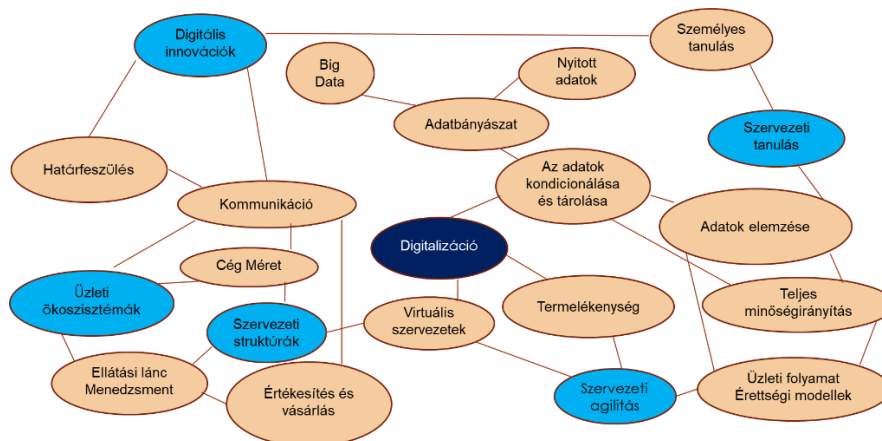 Digitális
innovációk
Személyes
tanulás
Big
Data
Nyitott
adatok
Adatbányászat
Szervezeti
tanulás
Határfeszülés
Az adatok
kondicionálása
és tárolása
Kommunikáció
Adatok elemzése
Digitalizáció
Cég Méret
Üzleti
ökoszisztémák
Termelékenység
Teljes
minőségirányítás
Virtuális
szervezetek
Szervezeti
struktúrák
Ellátási lánc
Menedzsment
Értékesítés és
vásárlás
Szervezeti
agilitás
Üzleti folyamat
Érettségi modellek